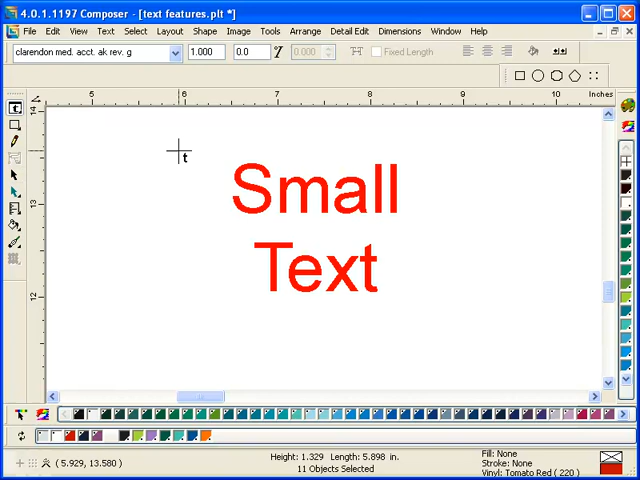 4.0.1.1197 Composer - [text features.plt *]
File Edit View Text Select Layout Shape Image Tools Arrange Detail Edit Dimensions Window Help
clarendon med. acct. ak rev. g 1.000 0.0 0.000 Fixed Length
5 6 7 8 9 10 Inches
14
13
12
t
Small
Text
(5.929, 13.580)
Height: 1.329 Length: 5.898 in.
11 Objects Selected
Fill: None
Stroke: None
Vinyl: Tomato Red ( 220 )